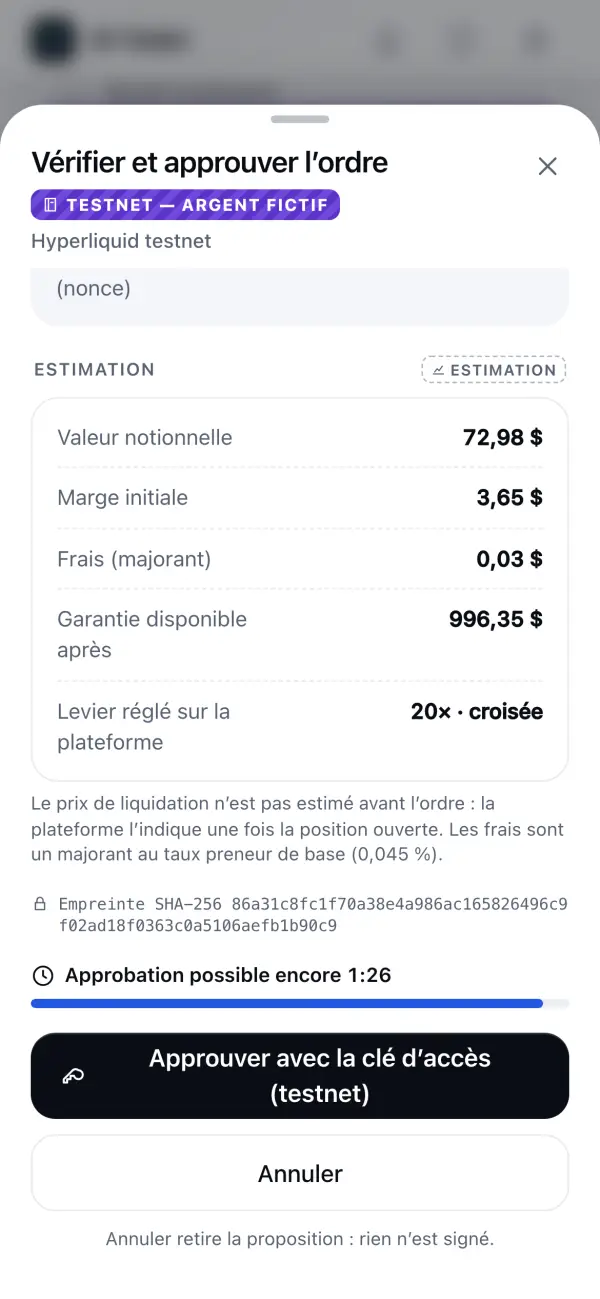 Vérifier et approuver l’ordre
TESTNET — ARGENT FICTIF
Hyperliquid testnet
(nonce)
ESTIMATION
ESTIMATION
Valeur notionnelle
72,98 $
Marge initiale
3,65 $
Frais (majorant)
0,03 $
Garantie disponible
après
996,35 $
Levier réglé sur la
plateforme
20× · croisée
Le prix de liquidation n’est pas estimé avant l’ordre : la
plateforme l’indique une fois la position ouverte. Les frais sont
un majorant au taux preneur de base (0,045 %).
Empreinte SHA-256 86a31c8fc1f70a38e4a986ac165826496c9
f02ad18f0363c0a5106aefb1b90c9
Approbation possible encore 1:26
Approuver avec la clé d’accès
(testnet)
Annuler
Annuler retire la proposition : rien n’est signé.